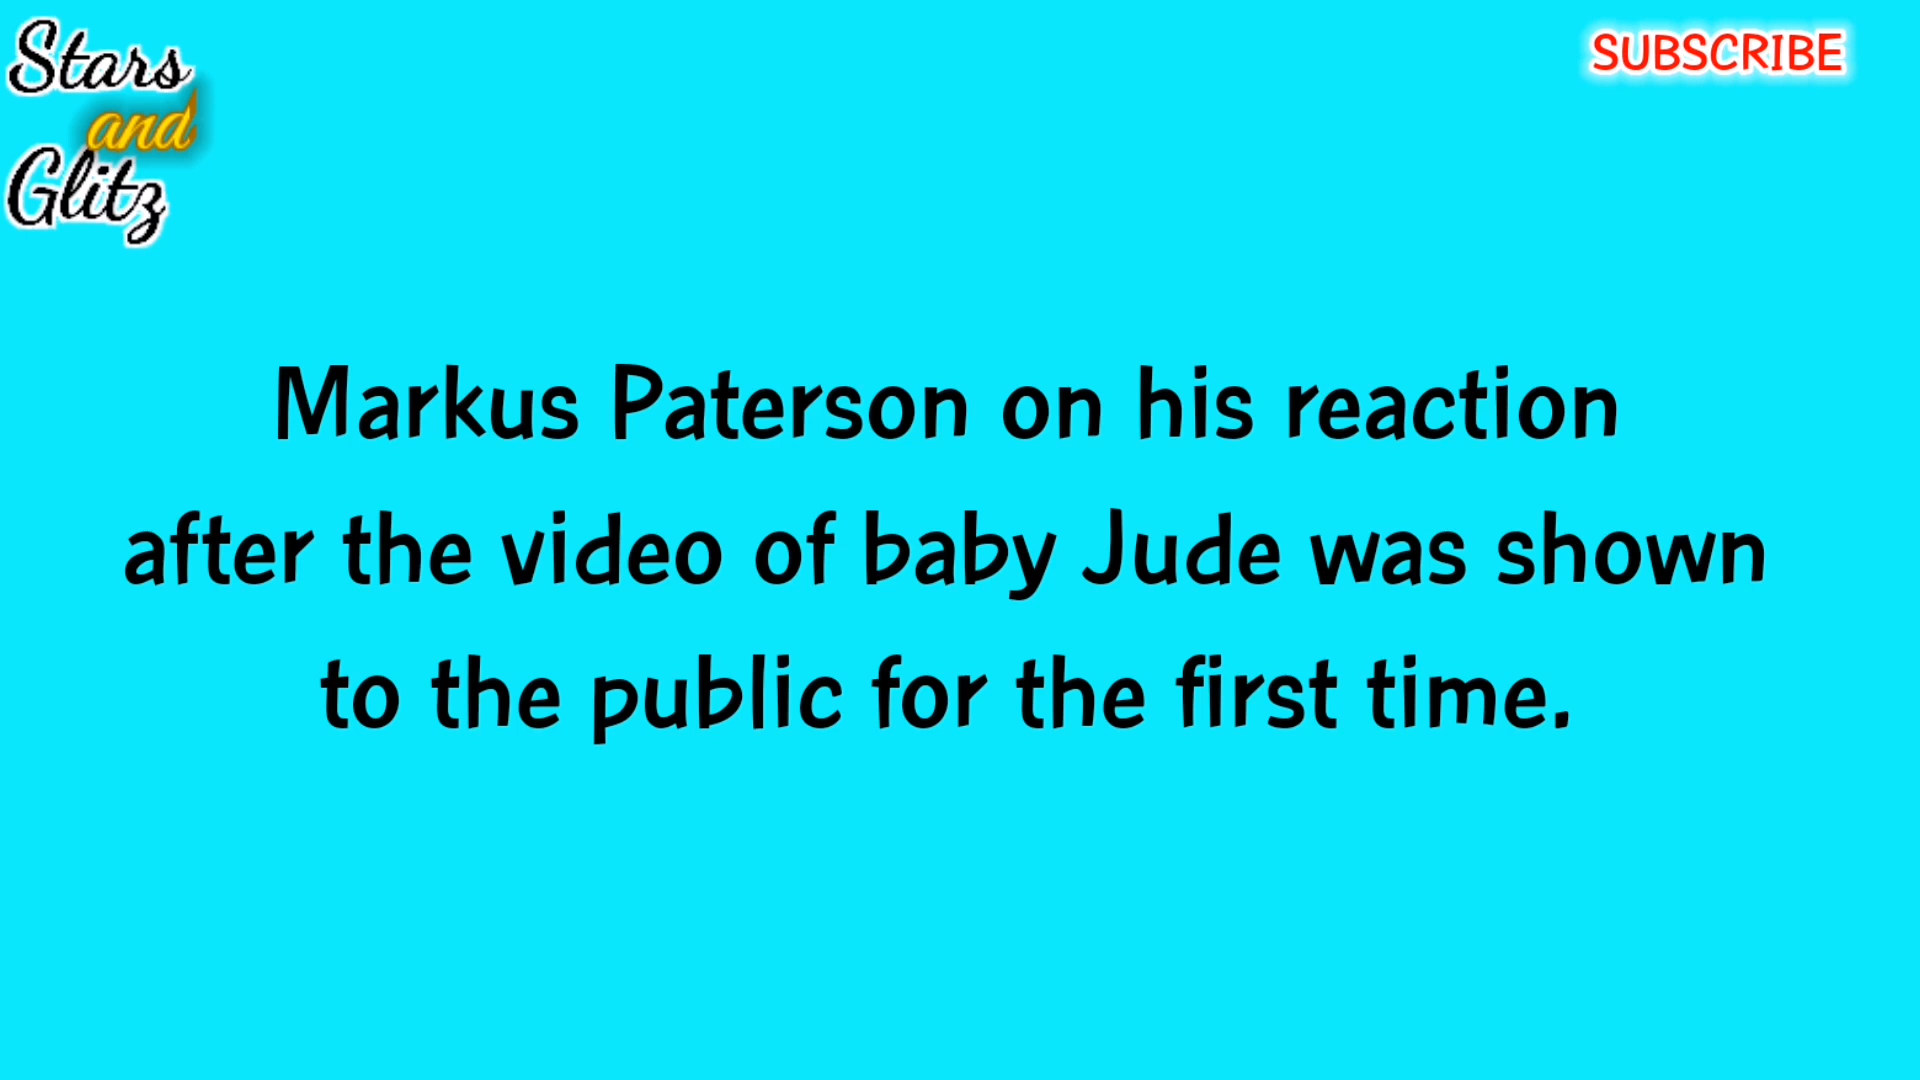 Stars
and
Glitz
SUBSCRIBE
Markus Paterson on his reaction
after the video of baby Jude was shown
to the public for the first time.